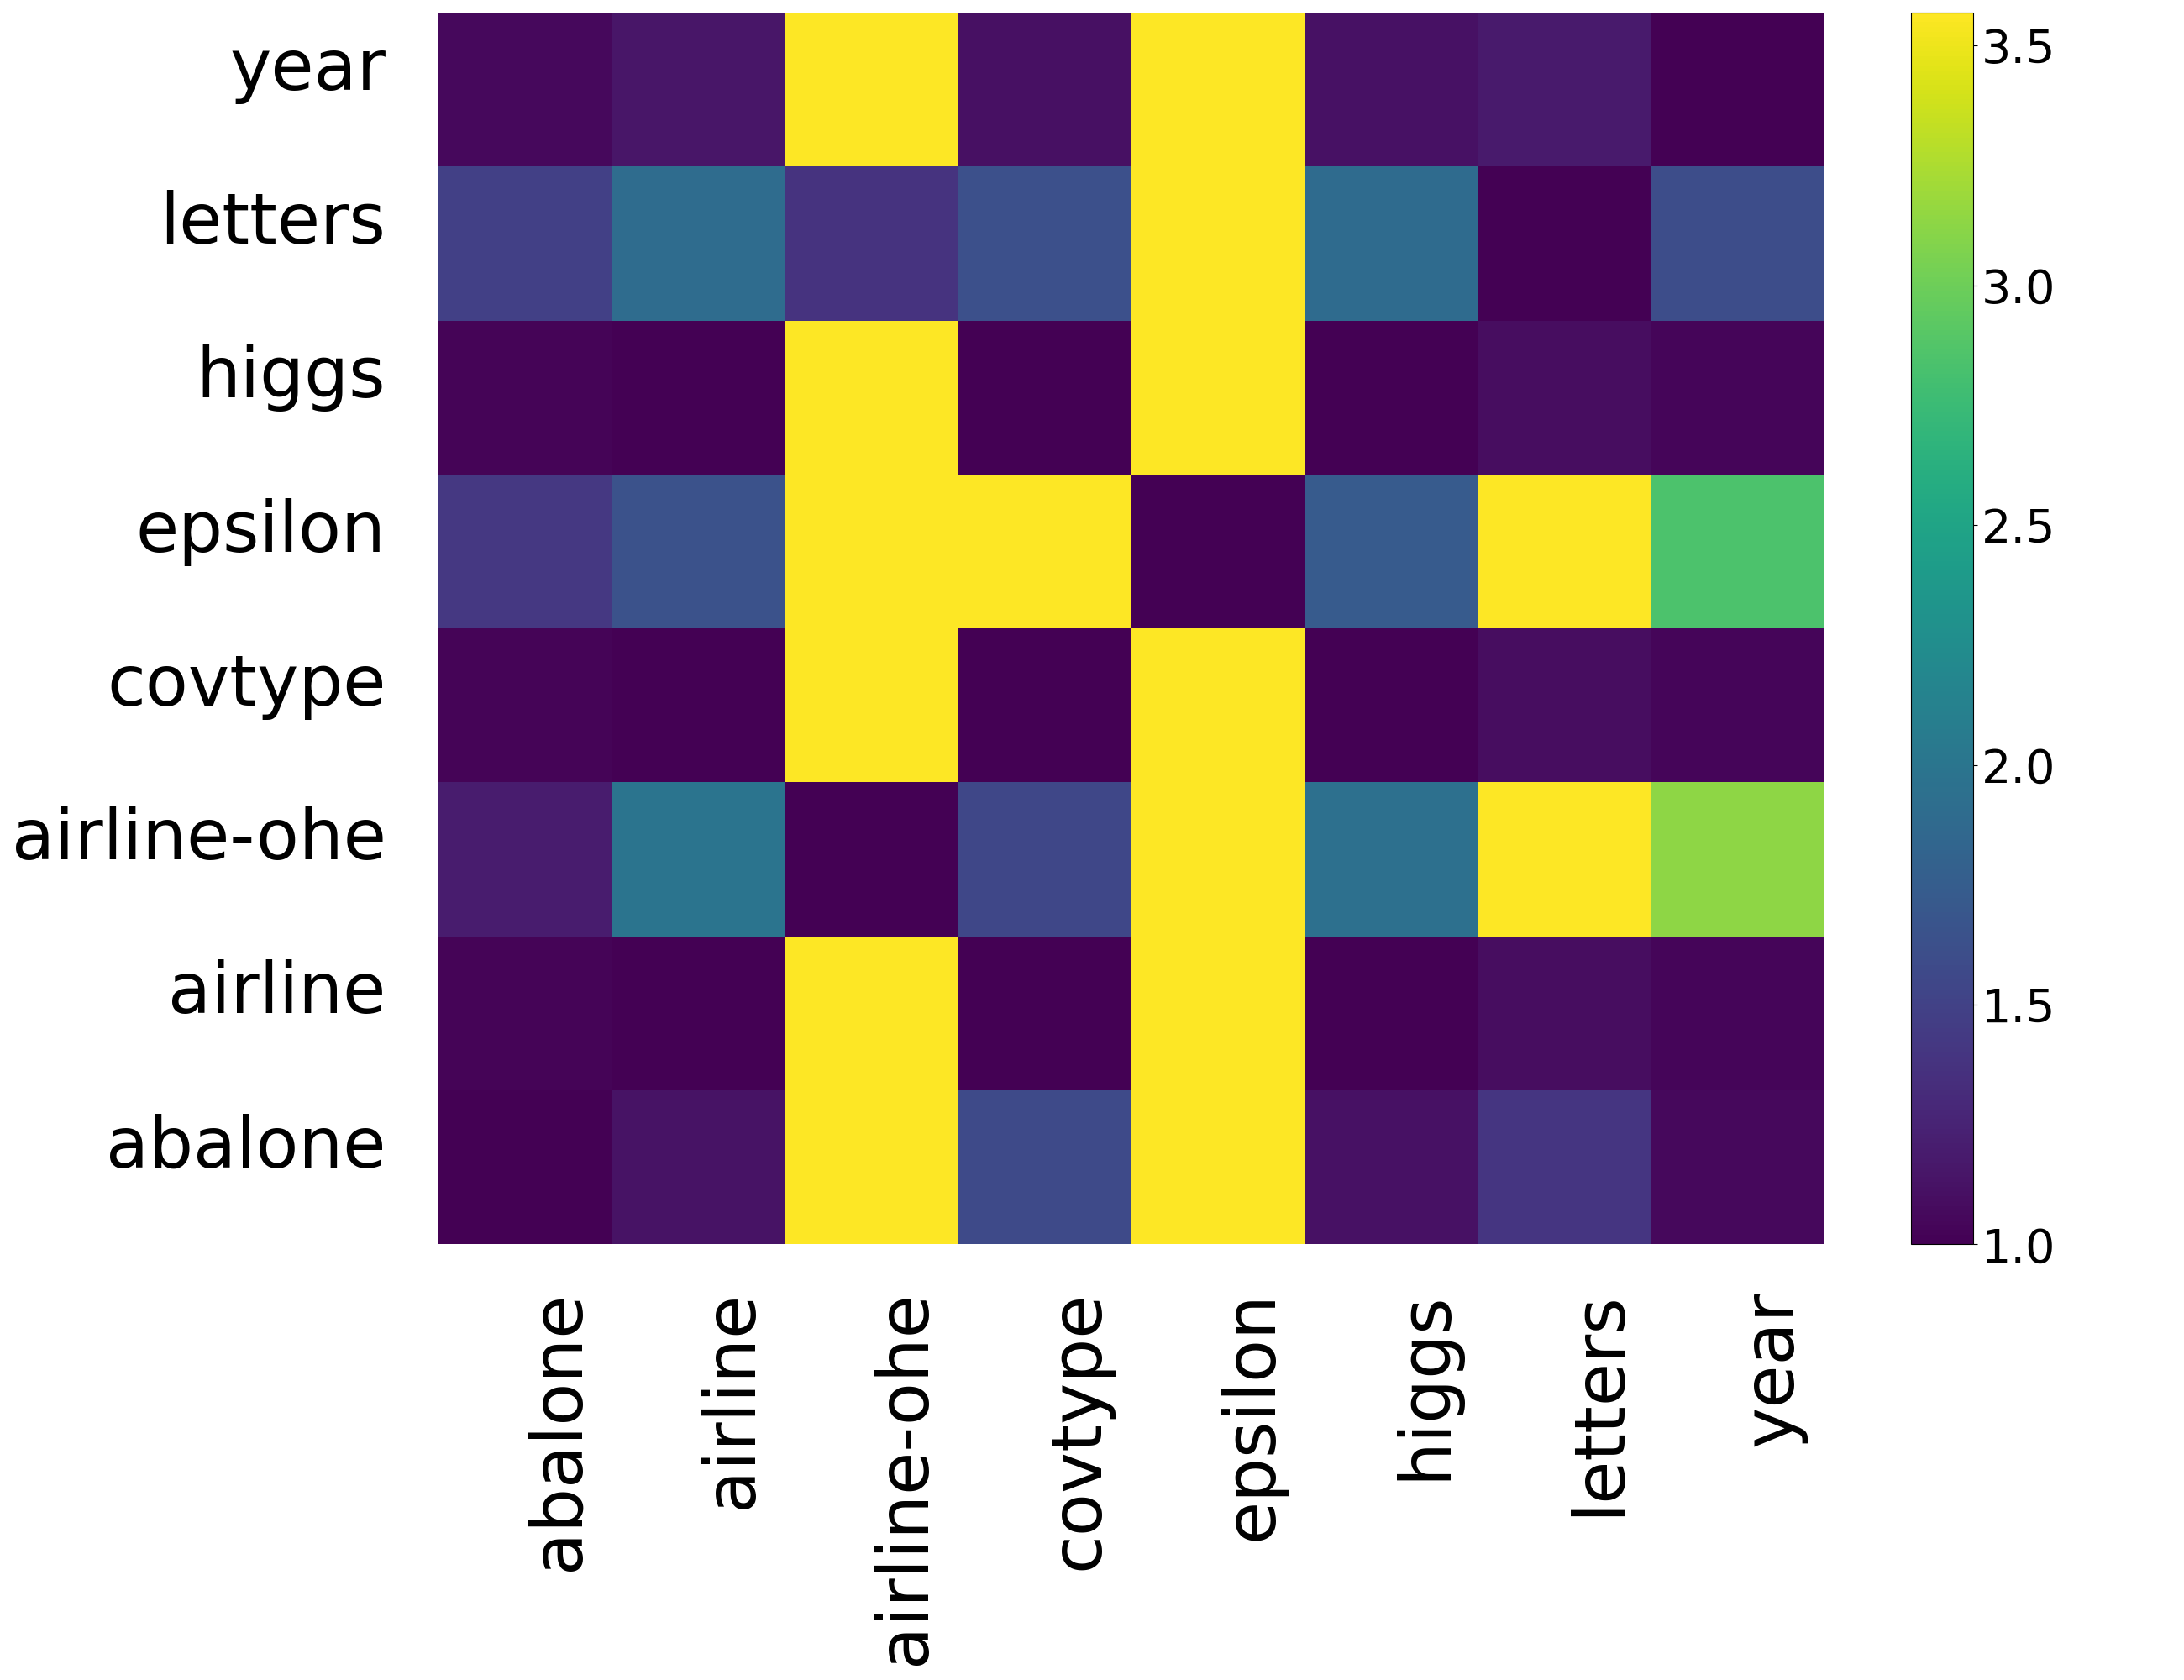 year
letters
higgs
epsilon
covtype
airline-ohe
airline
abalone
abalone
airline
airline-ohe
covtype
epsilon
higgs
letters
year
3.5
3.0
2.5
2.0
1.5
1.0